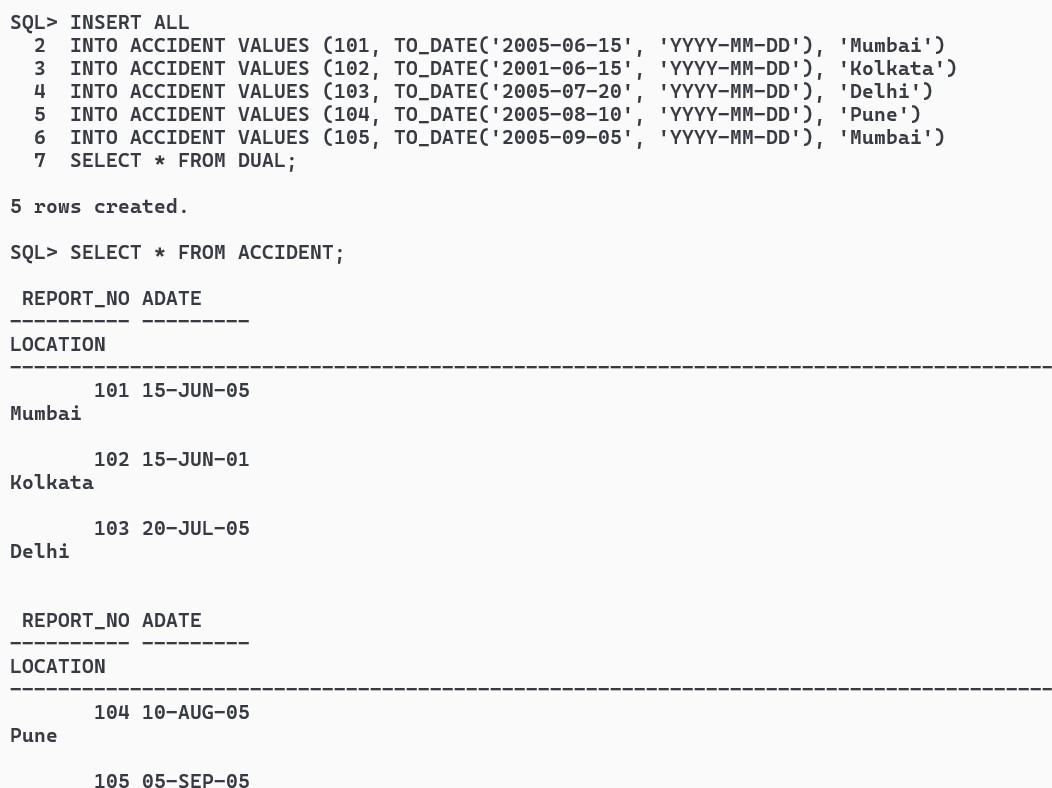 SQL> INSERT ALL
  2  INTO ACCIDENT VALUES (101, TO_DATE('2005-06-15', 'YYYY-MM-DD'), 'Mumbai')
  3  INTO ACCIDENT VALUES (102, TO_DATE('2001-06-15', 'YYYY-MM-DD'), 'Kolkata')
  4  INTO ACCIDENT VALUES (103, TO_DATE('2005-07-20', 'YYYY-MM-DD'), 'Delhi')
  5  INTO ACCIDENT VALUES (104, TO_DATE('2005-08-10', 'YYYY-MM-DD'), 'Pune')
  6  INTO ACCIDENT VALUES (105, TO_DATE('2005-09-05', 'YYYY-MM-DD'), 'Mumbai')
  7  SELECT * FROM DUAL;

5 rows created.

SQL> SELECT * FROM ACCIDENT;

 REPORT_NO ADATE
---------- ---------
LOCATION
---------------------------------------------------------------------------------------
       101 15-JUN-05
Mumbai

       102 15-JUN-01
Kolkata

       103 20-JUL-05
Delhi


 REPORT_NO ADATE
---------- ---------
LOCATION
---------------------------------------------------------------------------------------
       104 10-AUG-05
Pune

       105 05-SEP-05